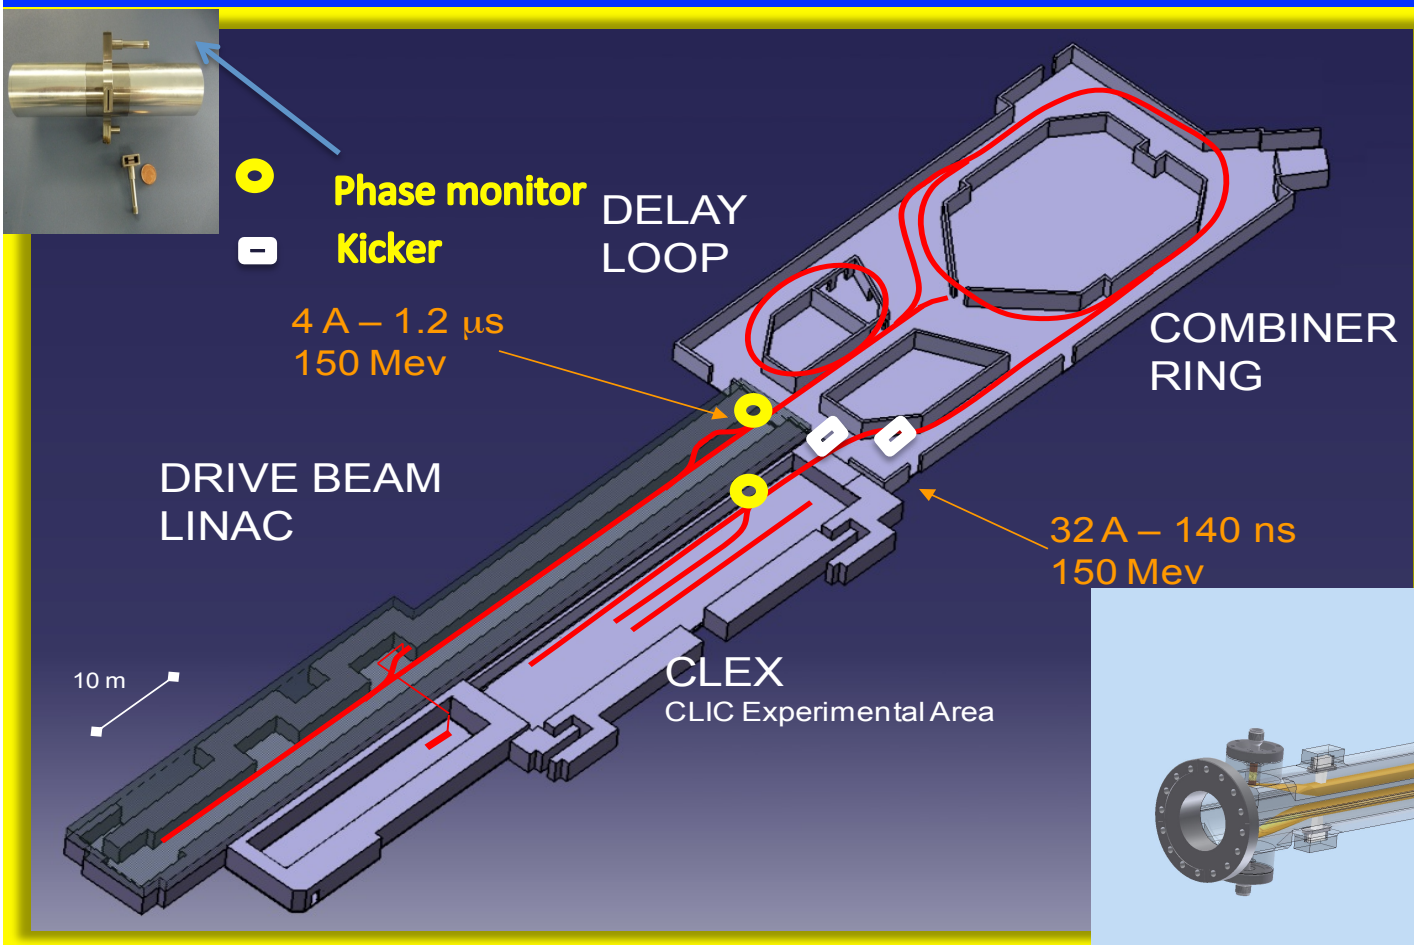 Phase monitor
Kicker
DELAY
LOOP
4 A – 1.2 µs
150 Mev
COMBINER
RING
DRIVE BEAM
LINAC
32 A – 140 ns
150 Mev
10 m
CLEX
CLIC Experimental Area